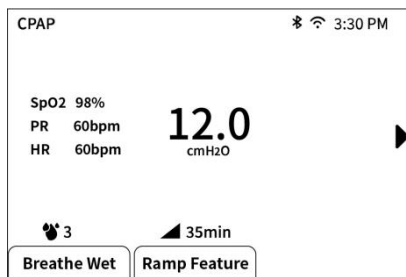 CPAP 3:30 PM
SpO2 98%
PR 60bpm
HR 60bpm
12.0
cmH2O
3
35min
Breathe Wet
Ramp Feature